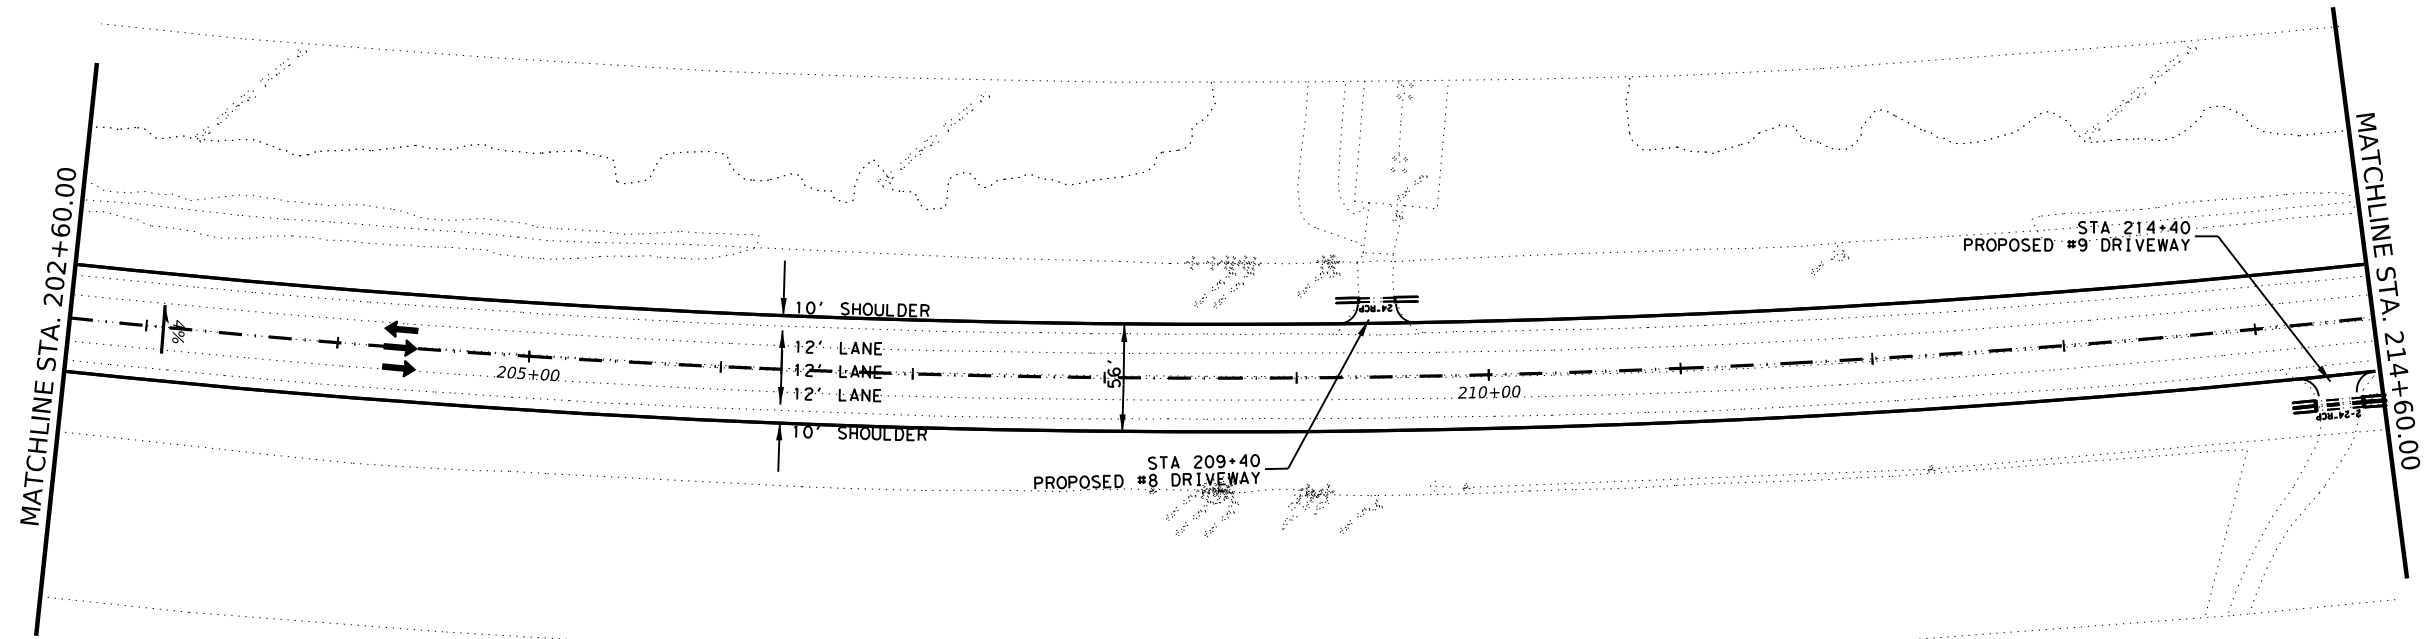 MATCHLINE STA. 202+60.00
4%
205+00
10' SHOULDER
12' LANE
12' LANE
12' LANE
10' SHOULDER
56'
STA 209+40
PROPOSED #8 DRIVEWAY
24"RCP
210+00
STA 214+40
PROPOSED #9 DRIVEWAY
2-24"RCP
MATCHLINE STA. 214+60.00